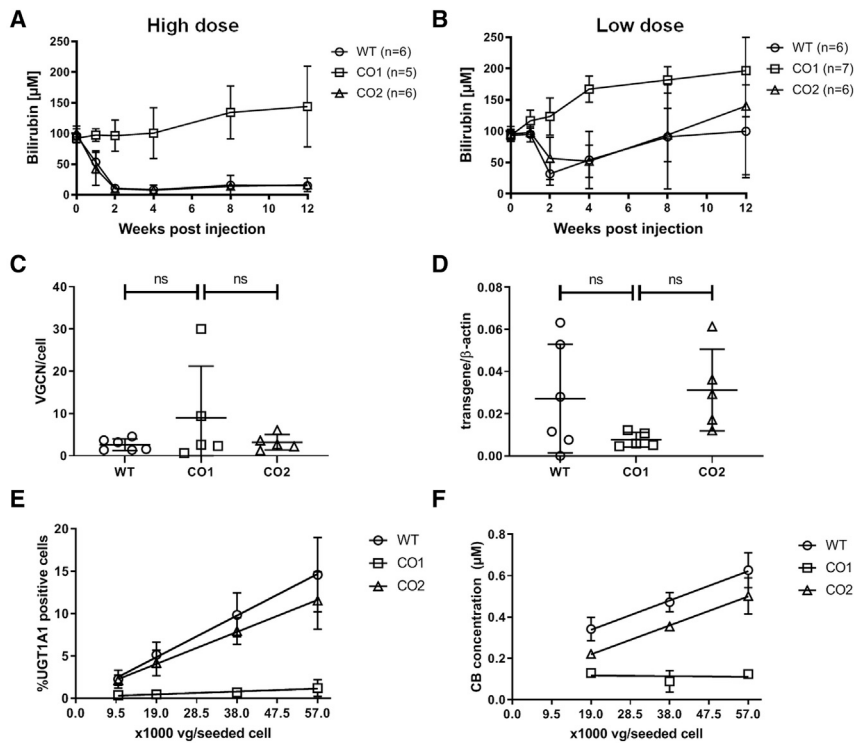 A
High dose
Bilirubin [µM]
250
200
150
100
50
0
0 2 4 6 8 10 12
Weeks post injection
WT (n=6)
CO1 (n=5)
CO2 (n=6)
B
Low dose
Bilirubin [µM]
250
200
150
100
50
0
0 2 4 6 8 10 12
Weeks post injection
WT (n=6)
CO1 (n=7)
CO2 (n=6)
C
ns ns
VGCN/cell
40
30
20
10
0
WT CO1 CO2
D
ns ns
transgene/β-actin
0.08
0.06
0.04
0.02
0.00
WT CO1 CO2
E
%UGT1A1 positive cells
20
15
10
5
0
0.0 9.5 19.0 28.5 38.0 47.5 57.0
x1000 vg/seeded cell
WT
CO1
CO2
F
CB concentration (µM)
0.8
0.6
0.4
0.2
0.0
0.0 9.5 19.0 28.5 38.0 47.5 57.0
x1000 vg/seeded cell
WT
CO1
CO2